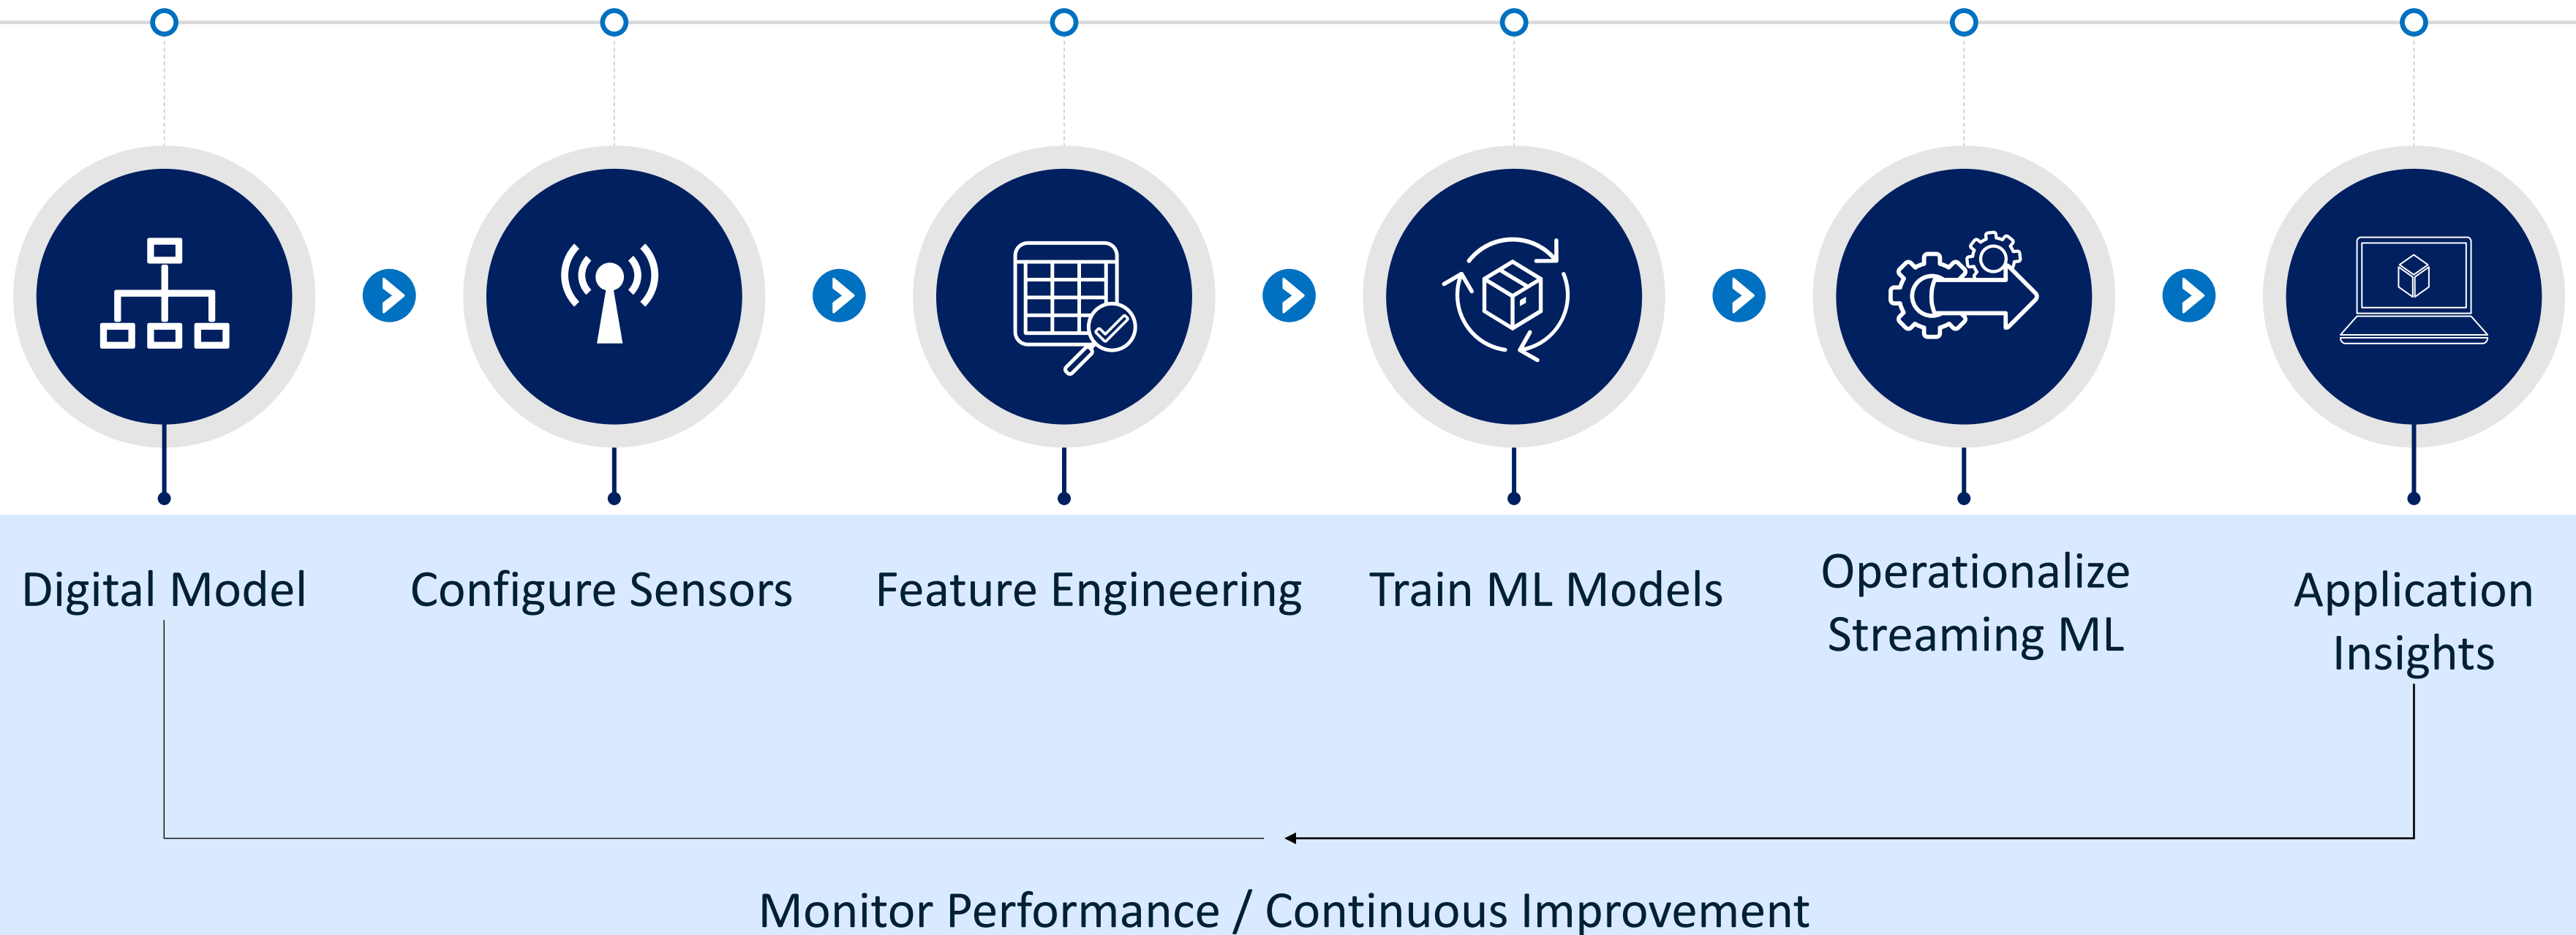 Digital Model
Configure Sensors
Feature Engineering
Train ML Models
Operationalize
Streaming ML
Application
Insights
Monitor Performance / Continuous Improvement